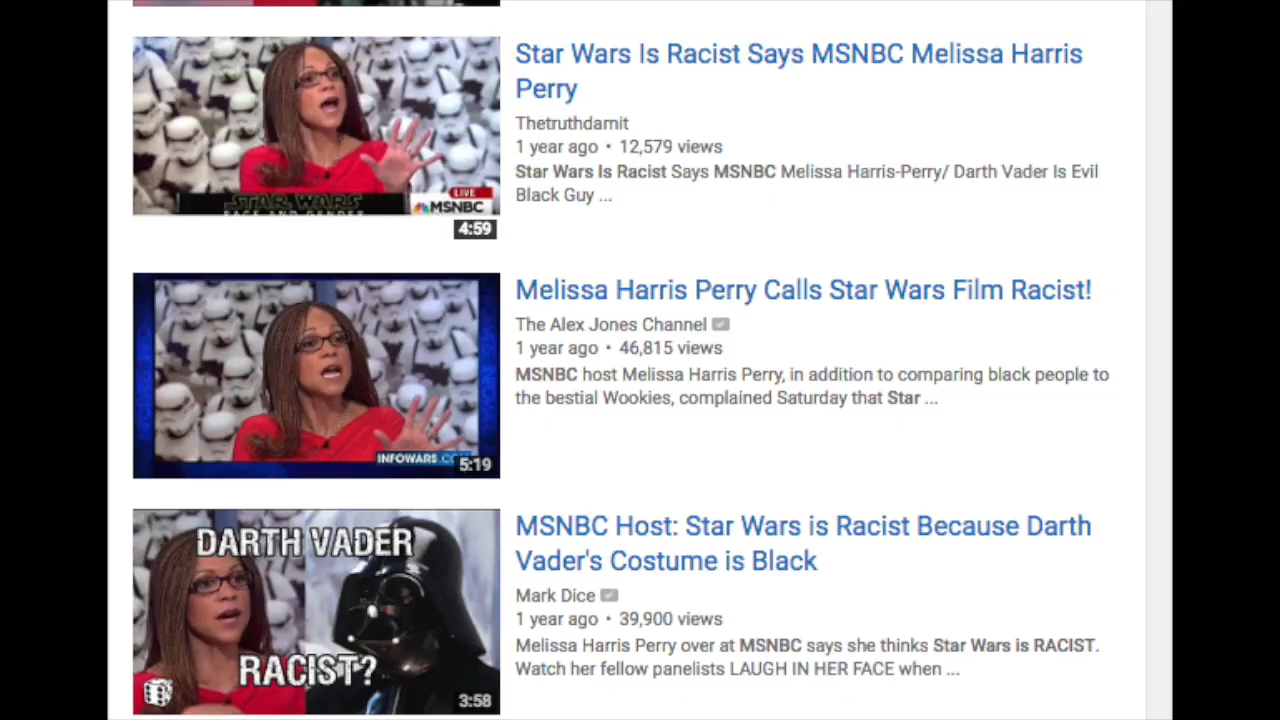 Star Wars Is Racist Says MSNBC Melissa Harris
Perry
Thetruthdamit
1 year ago • 12,579 views
Star Wars Is Racist Says MSNBC Melissa Harris-Perry/ Darth Vader Is Evil
Black Guy ...
LIVE
STAR WARS
RACE AND GENDER
MSNBC
4:59
Melissa Harris Perry Calls Star Wars Film Racist!
The Alex Jones Channel
1 year ago • 46,815 views
MSNBC host Melissa Harris Perry, in addition to comparing black people to
the bestial Wookies, complained Saturday that Star ...
INFOWARS.CO
5:19
MSNBC Host: Star Wars is Racist Because Darth
Vader's Costume is Black
Mark Dice
1 year ago • 39,900 views
Melissa Harris Perry over at MSNBC says she thinks Star Wars is RACIST.
Watch her fellow panelists LAUGH IN HER FACE when ...
DARTH VADER
RACIST?
3:58